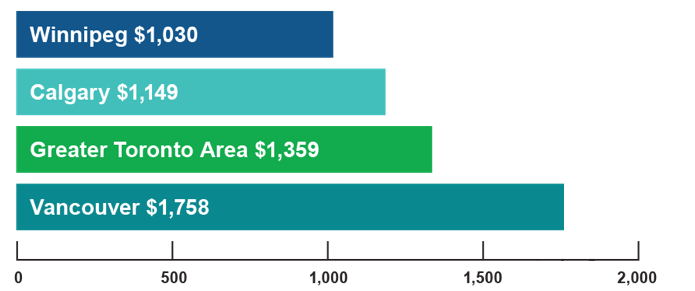 Winnipeg $1,030
Calgary $1,149
Greater Toronto Area $1,359
Vancouver $1,758
0 500 1,000 1,500 2,000